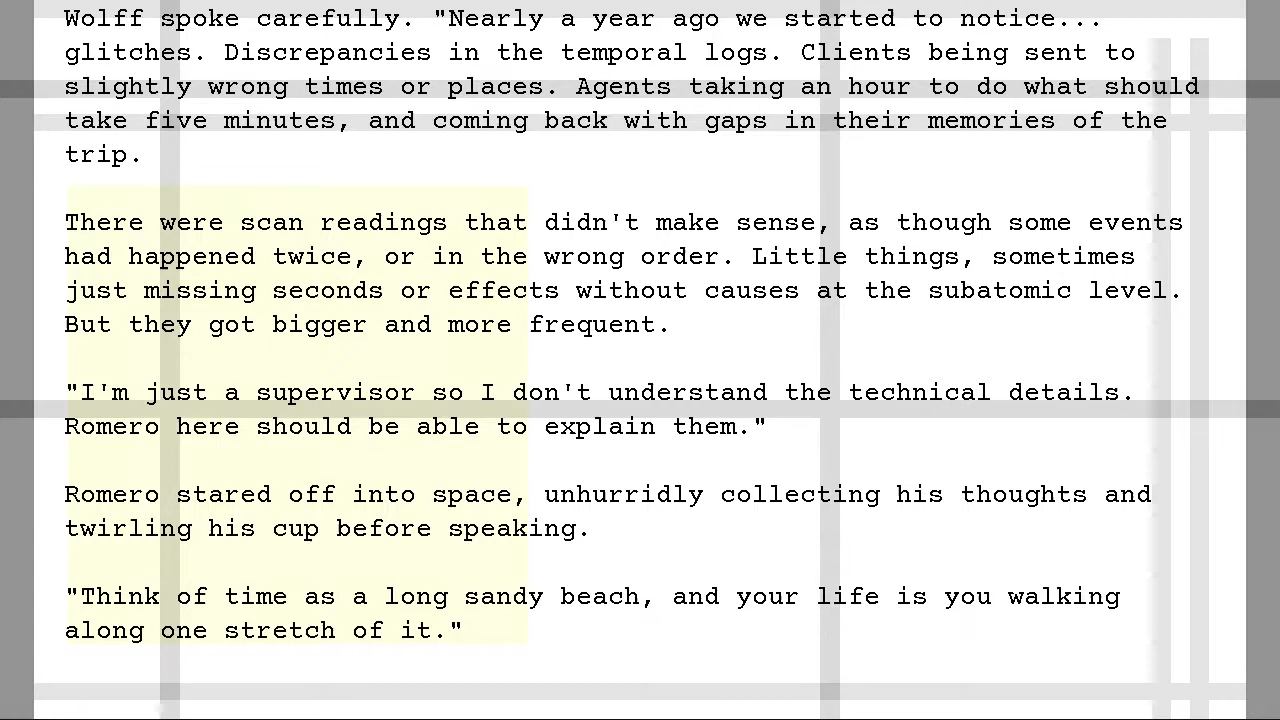 Wolff spoke carefully. "Nearly a year ago we started to notice...
glitches. Discrepancies in the temporal logs. Clients being sent to
slightly wrong times or places. Agents taking an hour to do what should
take five minutes, and coming back with gaps in their memories of the
trip.
There were scan readings that didn't make sense, as though some events
had happened twice, or in the wrong order. Little things, sometimes
just missing seconds or effects without causes at the subatomic level.
But they got bigger and more frequent.
"I'm just a supervisor so I don't understand the technical details.
Romero here should be able to explain them."
Romero stared off into space, unhurridly collecting his thoughts and
twirling his cup before speaking.
"Think of time as a long sandy beach, and your life is you walking
along one stretch of it."